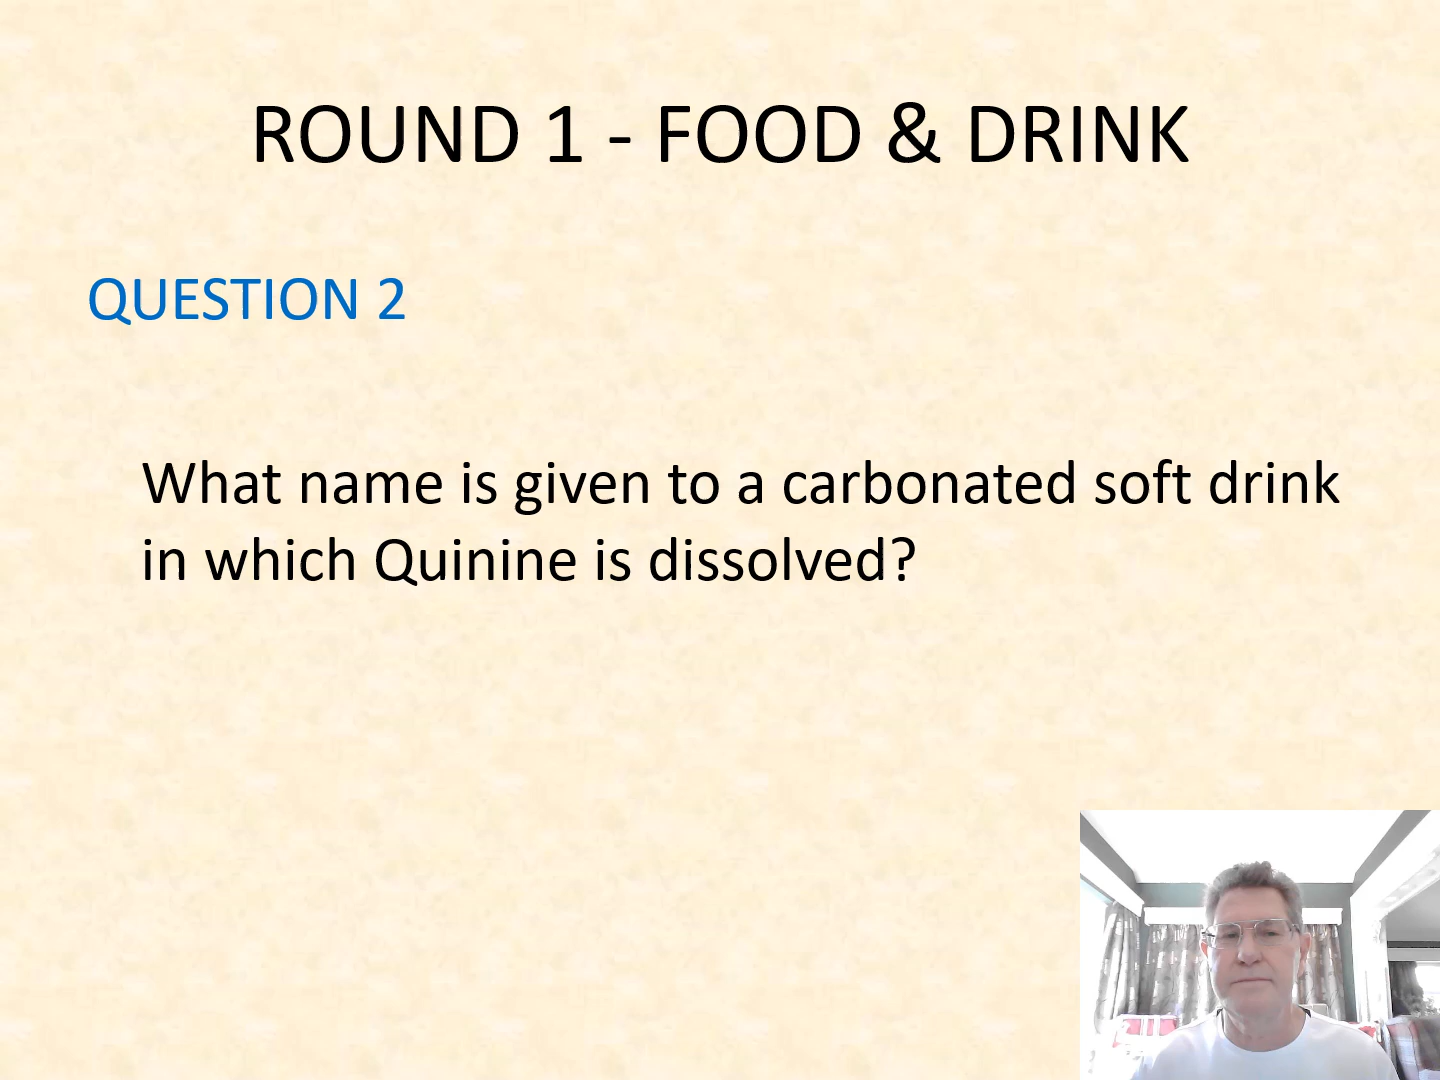 ROUND 1 - FOOD & DRINK
QUESTION 2
What name is given to a carbonated soft drink
in which Quinine is dissolved?